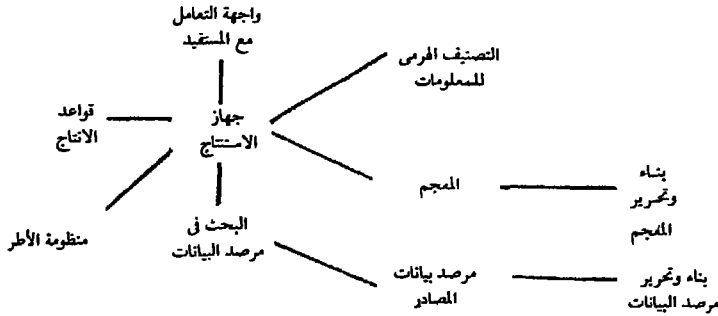 واجهة التعامل
مع المستفيد
التصنيف الهرمى
للمعلومات
قواعد
الانتاج
جهاز
الاستنتاج
المعجم
بناء
وتحرير
المعجم
منظومة الأطر
البحث فى
مرصد البيانات
مرصد بيانات
المصادر
بناء وتحرير
مرصد البيانات